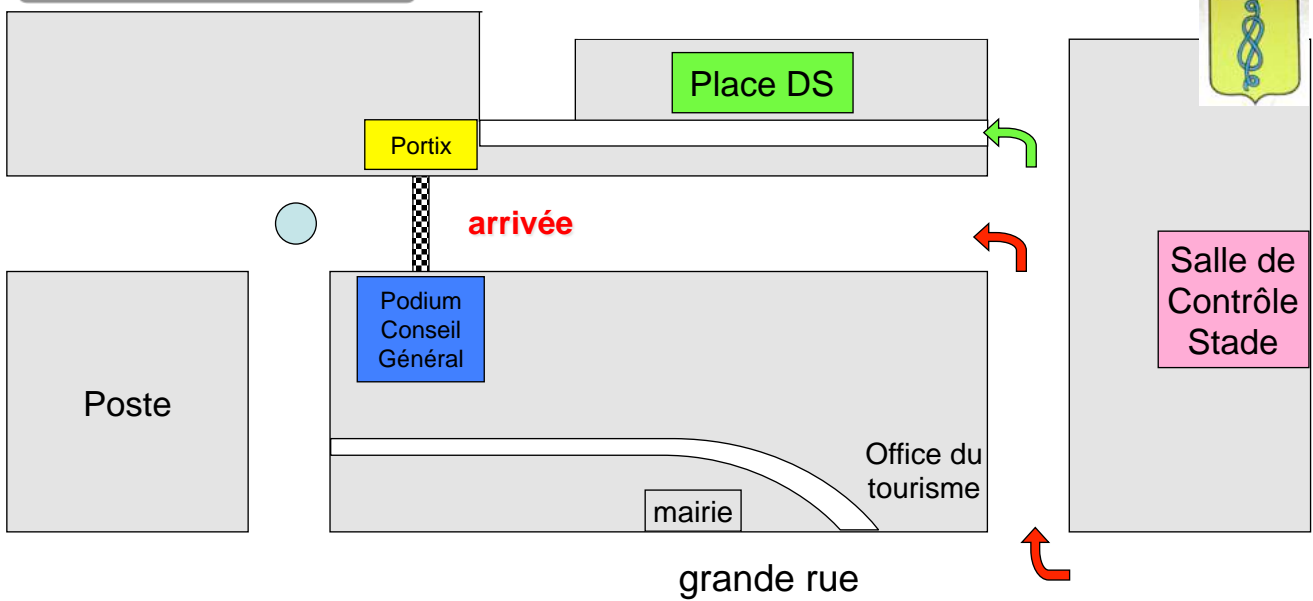 Place DS
Portix
arrivée
Salle de
Contrôle
Stade
Podium
Conseil
Général
Poste
Office du
tourisme
mairie
grande rue